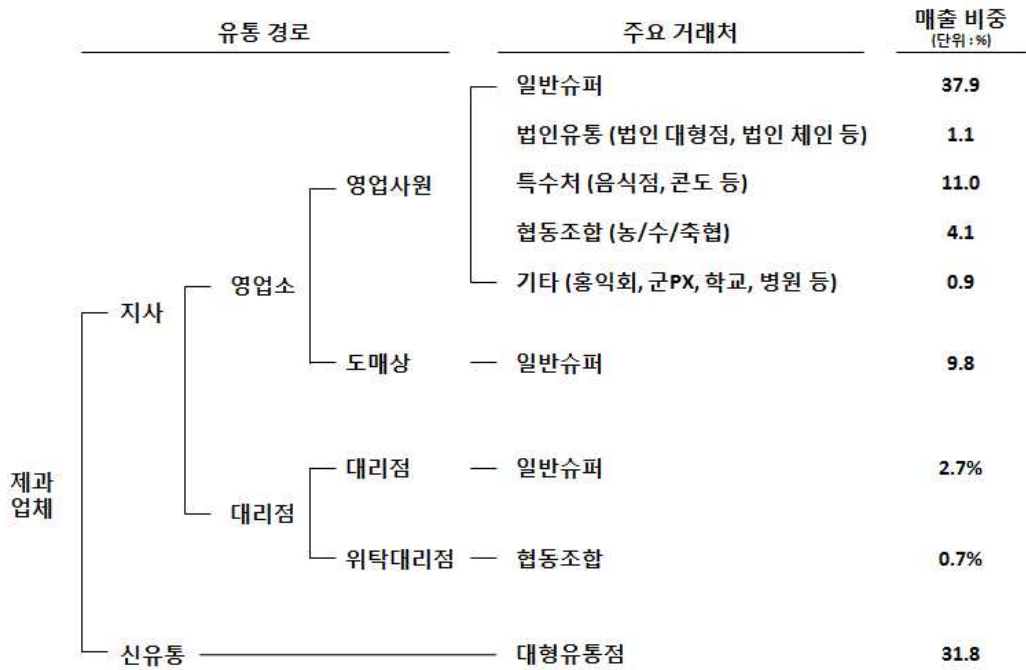 유통 경로
주요 거래처
매출 비중
(단위 : %)
일반슈퍼
37.9
법인유통 (법인 대형점, 법인 체인 등)
1.1
영업사원
특수처 (음식점, 콘도 등)
11.0
협동조합 (농/수/축협)
4.1
영업소
기타 (홍익회, 군PX, 학교, 병원 등)
0.9
지사
도매상
일반슈퍼
9.8
제과
업체
대리점
일반슈퍼
2.7%
대리점
위탁대리점
협동조합
0.7%
신유통
대형유통점
31.8